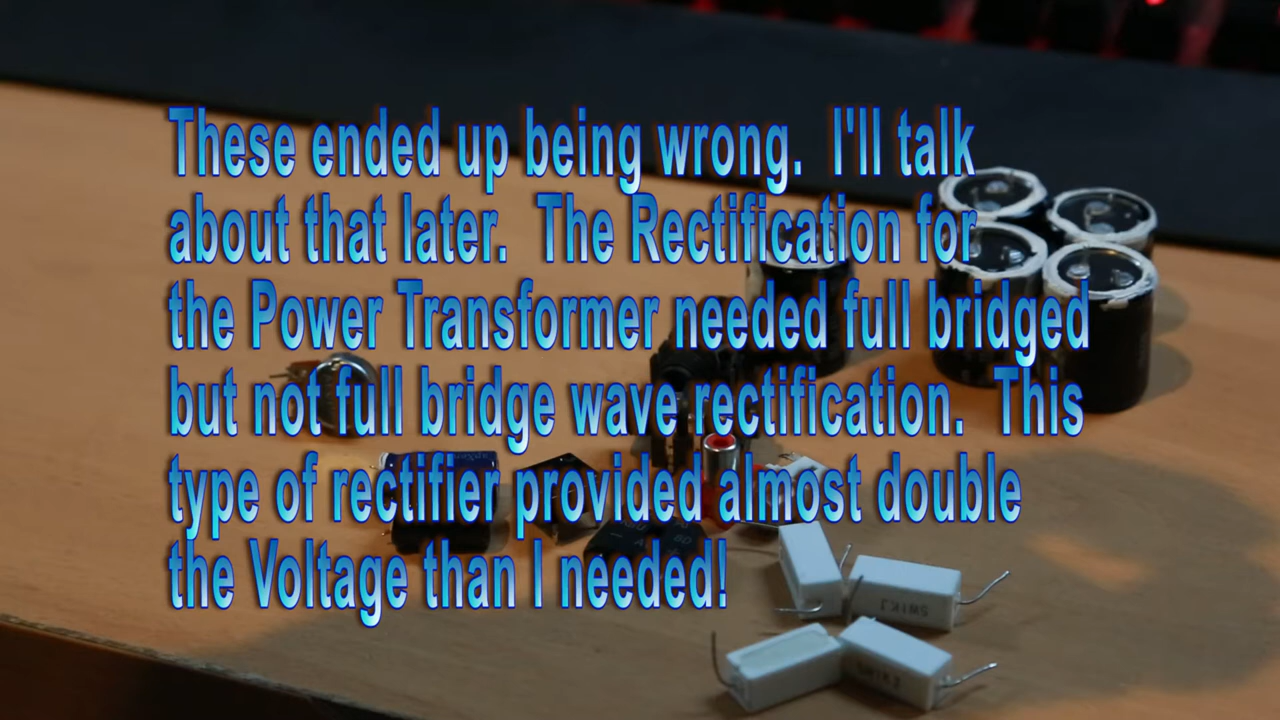 These ended up being wrong.  I'll talk
about that later.  The Rectification for
the Power Transformer needed full bridged
but not full bridge wave rectification.  This
type of rectifier provided almost double
the Voltage than I needed!
5W1KJ